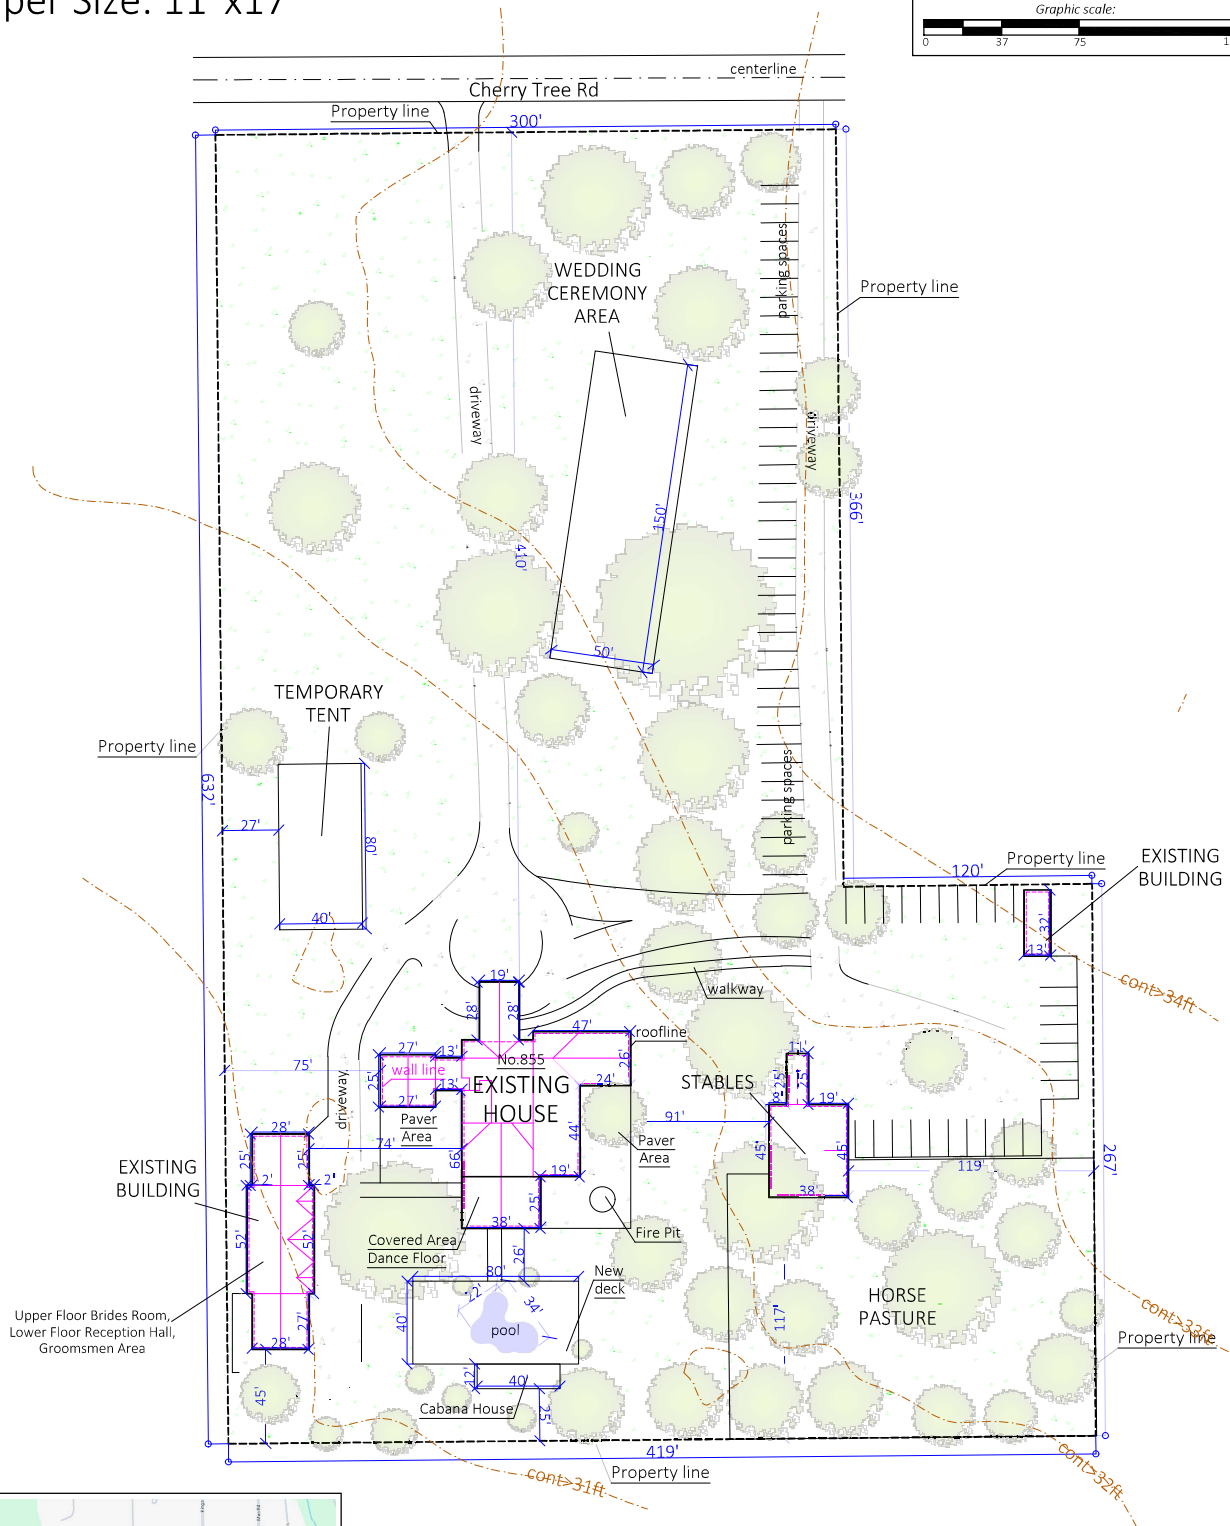 per Size: 11"x17"
Graphic scale:
0 37 75
centerline
Cherry Tree Rd
Property line
300'
parking spaces
WEDDING
CEREMONY
AREA
Property line
driveway
driveway
366'
150'
410'
50'
TEMPORARY
TENT
Property line
632'
27'
80'
40'
parking spaces
120'
Property line
EXISTING
BUILDING
32'
13'
cont>34ft
walkway
19'
28'
28'
47'
roofline
26'
No.855
EXISTING
HOUSE
27'
13'
wall line
25'
13'
27'
24'
Paver
Area
75'
driveway
74'
66'
44'
19'
Paver
Area
91'
STABLES
11'
25'
25'
8'
19'
45'
45'
38'
119'
267'
28'
25'
25'
2'
2'
52'
52'
27'
28'
45'
EXISTING
BUILDING
Upper Floor Brides Room,
Lower Floor Reception Hall,
Groomsmen Area
Covered Area
Dance Floor
38'
25'
Fire Pit
26'
80'
New
deck
22'
34'
40'
pool
12'
40'
Cabana House
25'
117'
HORSE
PASTURE
cont>33ft
Property line
419'
Property line
cont>31ft
cont>32ft